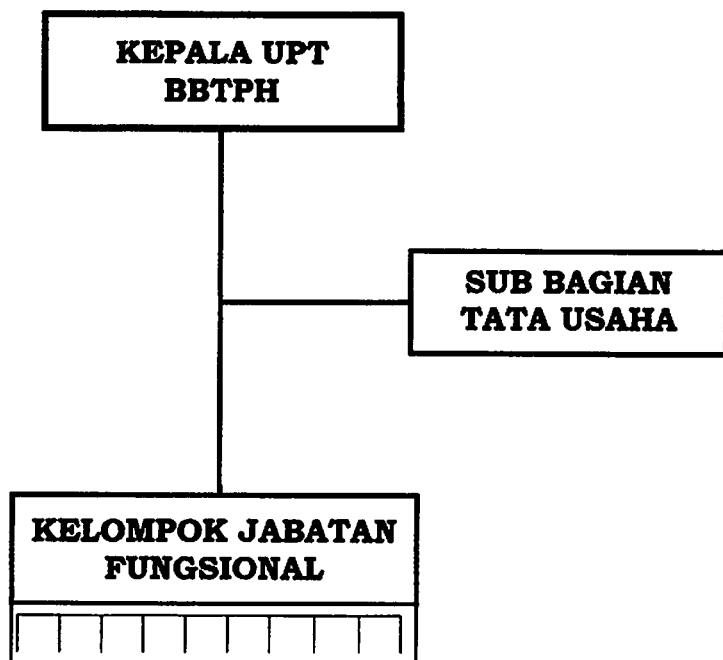 KEPALA UPT
BBTPH
SUB BAGIAN
TATA USAHA
KELOMPOK JABATAN
FUNGSIONAL